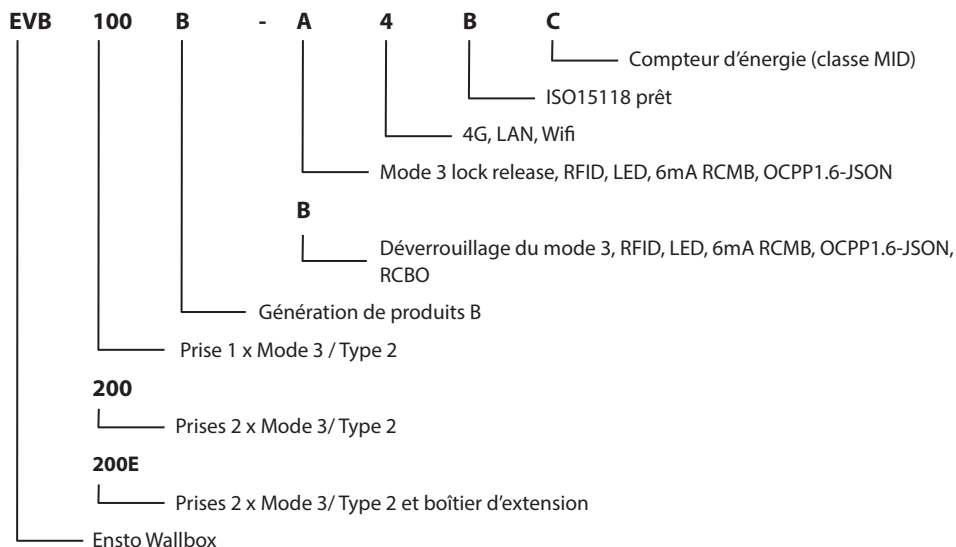 EVB 100 B - A 4 B C
Compteur d'énergie (classe MID)
ISO15118 prêt
4G, LAN, Wifi
Mode 3 lock release, RFID, LED, 6mA RCMB, OCPP1.6-JSON
B
Déverrouillage du mode 3, RFID, LED, 6mA RCMB, OCPP1.6-JSON,
RCBO
Génération de produits B
Prise 1 x Mode 3 / Type 2
200
Prises 2 x Mode 3/ Type 2
200E
Prises 2 x Mode 3/ Type 2 et boîtier d'extension
Ensto Wallbox